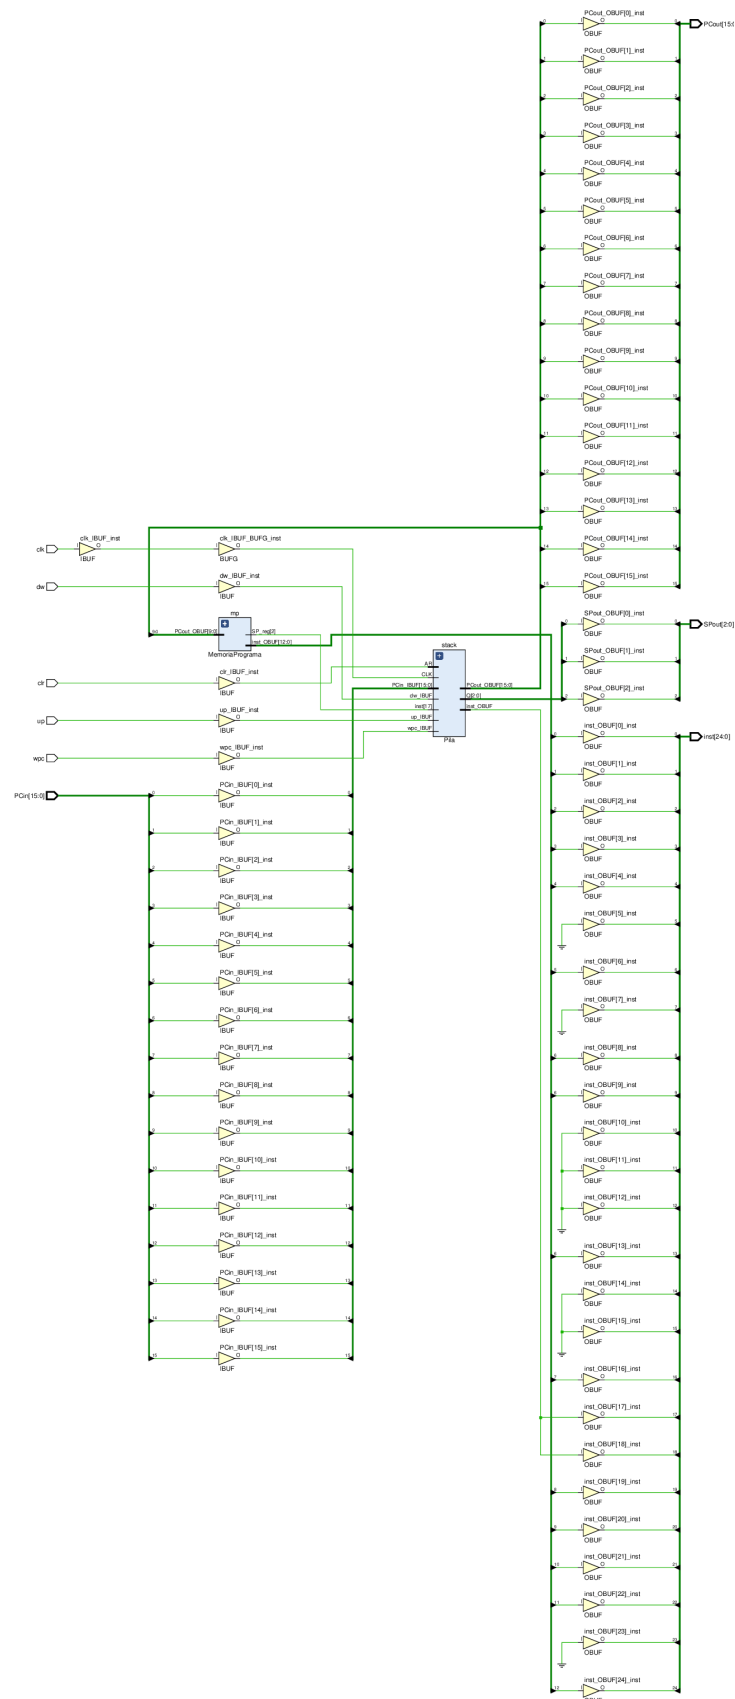 PCout_OBUF[0]_inst
OBUF
PCout[15:0
PCout_OBUF[1]_inst
OBUF
PCout_OBUF[2]_inst
OBUF
PCout_OBUF[3]_inst
OBUF
PCout_OBUF[4]_inst
OBUF
PCout_OBUF[5]_inst
OBUF
PCout_OBUF[6]_inst
OBUF
PCout_OBUF[7]_inst
OBUF
PCout_OBUF[8]_inst
OBUF
PCout_OBUF[9]_inst
OBUF
PCout_OBUF[10]_inst
OBUF
PCout_OBUF[11]_inst
OBUF
PCout_OBUF[12]_inst
OBUF
PCout_OBUF[13]_inst
OBUF
PCout_OBUF[14]_inst
OBUF
PCout_OBUF[15]_inst
OBUF
clk
clk_IBUF_inst
IBUF
clk_IBUF_BUFG_inst
BUFG
dw
dw_IBUF_inst
IBUF
mp
PCout_OBUF[9:0]
SP_reg[2]
inst_OBUF[12:0]
MemoriaPrograma
clr
clr_IBUF_inst
IBUF
up
up_IBUF_inst
IBUF
wpc
wpc_IBUF_inst
IBUF
stack
AR
CLK
PCin_IBUF[15:0]
dw_IBUF
inst[17]
up_IBUF
wpc_IBUF
PCout_OBUF[15:0]
Q[2:0]
inst_OBUF
Pila
SPout_OBUF[0]_inst
OBUF
SPout[2:0]
SPout_OBUF[1]_inst
OBUF
SPout_OBUF[2]_inst
OBUF
PCin[15:0]
PCin_IBUF[0]_inst
IBUF
PCin_IBUF[1]_inst
IBUF
PCin_IBUF[2]_inst
IBUF
PCin_IBUF[3]_inst
IBUF
PCin_IBUF[4]_inst
IBUF
PCin_IBUF[5]_inst
IBUF
PCin_IBUF[6]_inst
IBUF
PCin_IBUF[7]_inst
IBUF
PCin_IBUF[8]_inst
IBUF
PCin_IBUF[9]_inst
IBUF
PCin_IBUF[10]_inst
IBUF
PCin_IBUF[11]_inst
IBUF
PCin_IBUF[12]_inst
IBUF
PCin_IBUF[13]_inst
IBUF
PCin_IBUF[14]_inst
IBUF
PCin_IBUF[15]_inst
IBUF
inst_OBUF[0]_inst
OBUF
inst[24:0]
inst_OBUF[1]_inst
OBUF
inst_OBUF[2]_inst
OBUF
inst_OBUF[3]_inst
OBUF
inst_OBUF[4]_inst
OBUF
inst_OBUF[5]_inst
OBUF
inst_OBUF[6]_inst
OBUF
inst_OBUF[7]_inst
OBUF
inst_OBUF[8]_inst
OBUF
inst_OBUF[9]_inst
OBUF
inst_OBUF[10]_inst
OBUF
inst_OBUF[11]_inst
OBUF
inst_OBUF[12]_inst
OBUF
inst_OBUF[13]_inst
OBUF
inst_OBUF[14]_inst
OBUF
inst_OBUF[15]_inst
OBUF
inst_OBUF[16]_inst
OBUF
inst_OBUF[17]_inst
OBUF
inst_OBUF[18]_inst
OBUF
inst_OBUF[19]_inst
OBUF
inst_OBUF[20]_inst
OBUF
inst_OBUF[21]_inst
OBUF
inst_OBUF[22]_inst
OBUF
inst_OBUF[23]_inst
OBUF
inst_OBUF[24]_inst